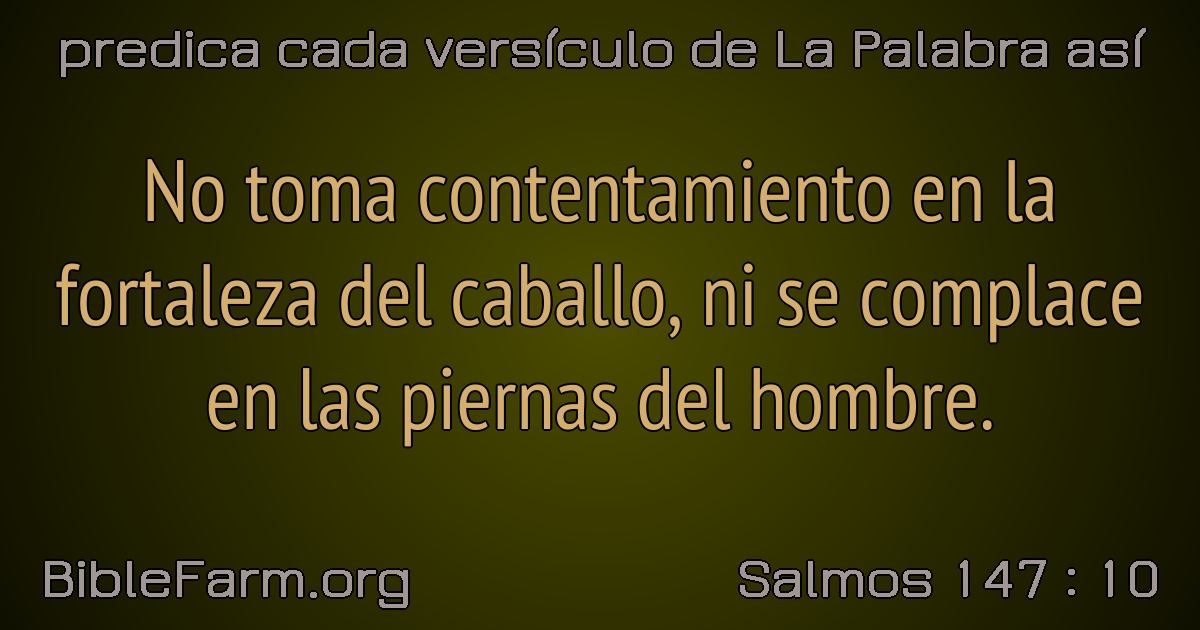 predica cada versículo de La Palabra así
No toma contentamiento en la
fortaleza del caballo, ni se complace
en las piernas del hombre.
BibleFarm.org
Salmos 147 : 10